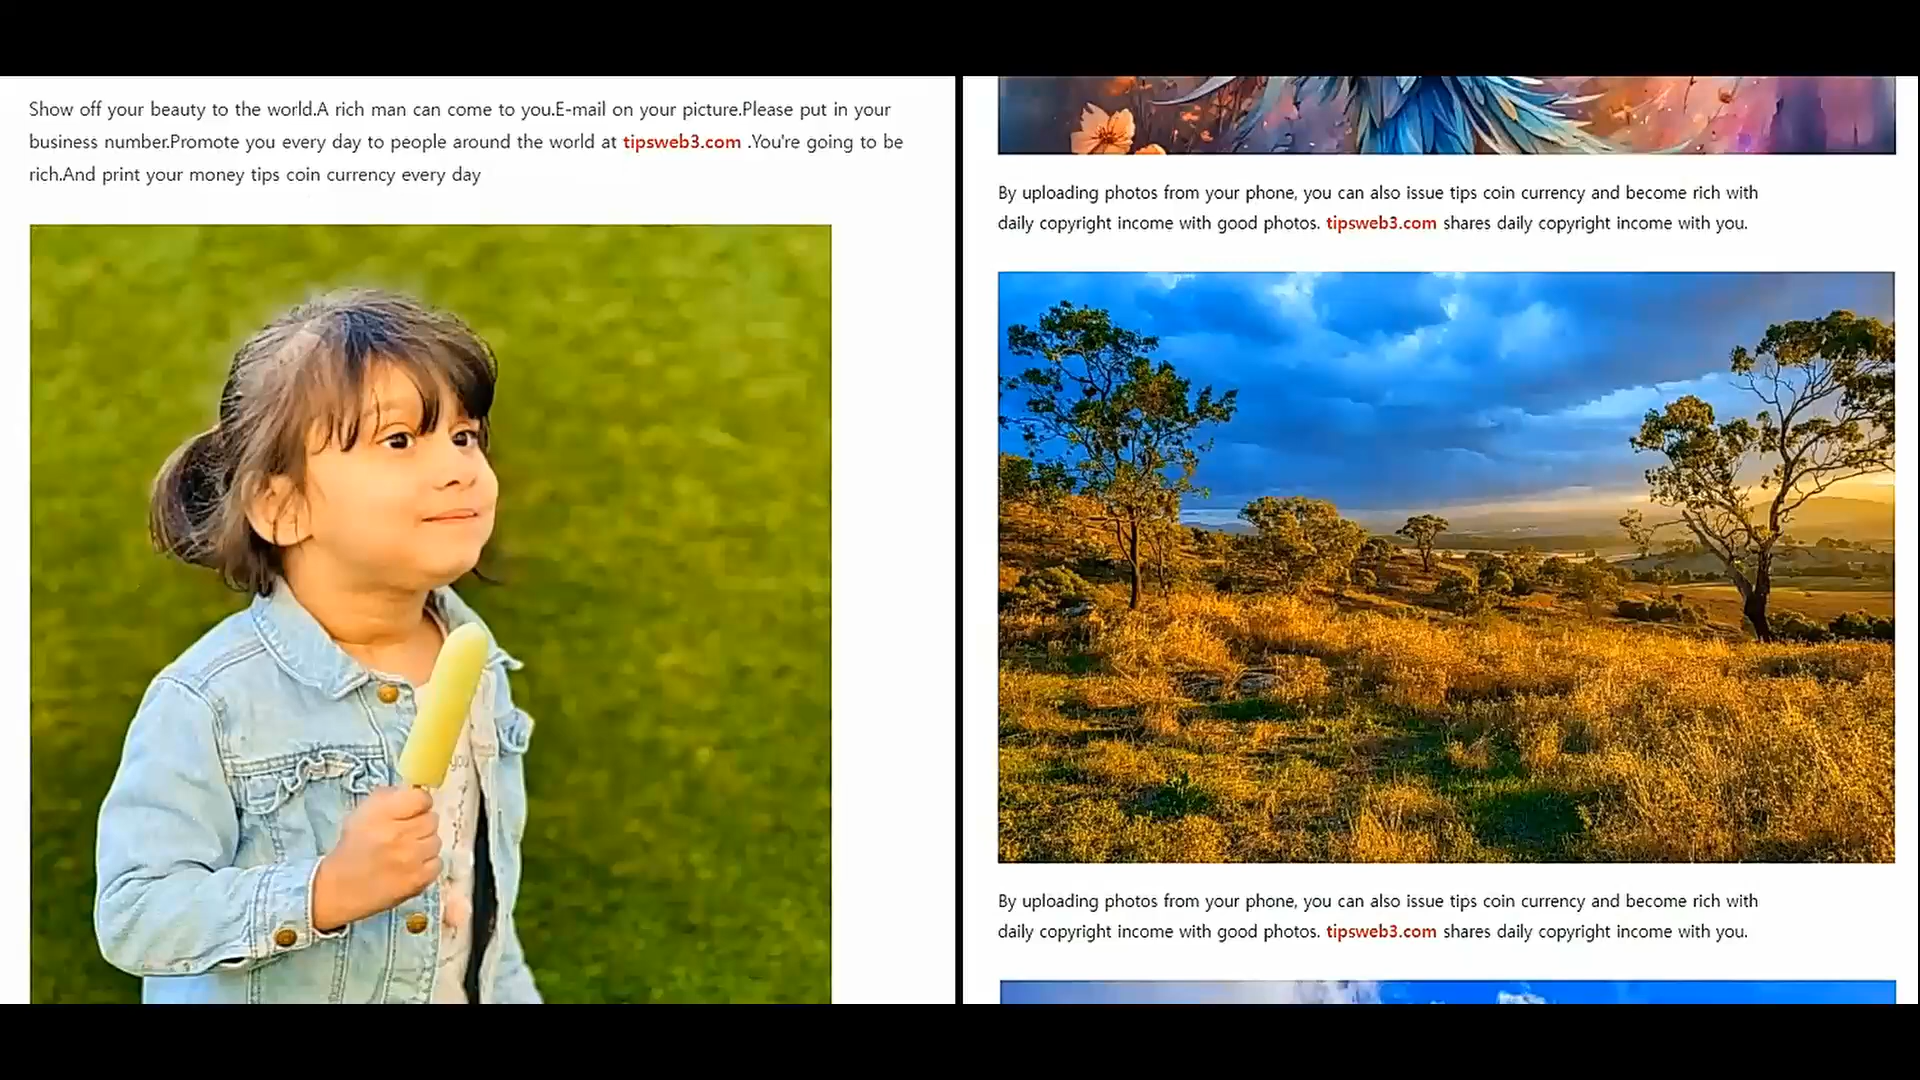 Show off your beauty to the world.A rich man can come to you.E-mail on your picture.Please put in your
business number.Promote you every day to people around the world at tipsweb3.com .You're going to be
rich.And print your money tips coin currency every day
you
By uploading photos from your phone, you can also issue tips coin currency and become rich with
daily copyright income with good photos. tipsweb3.com shares daily copyright income with you.
By uploading photos from your phone, you can also issue tips coin currency and become rich with
daily copyright income with good photos. tipsweb3.com shares daily copyright income with you.